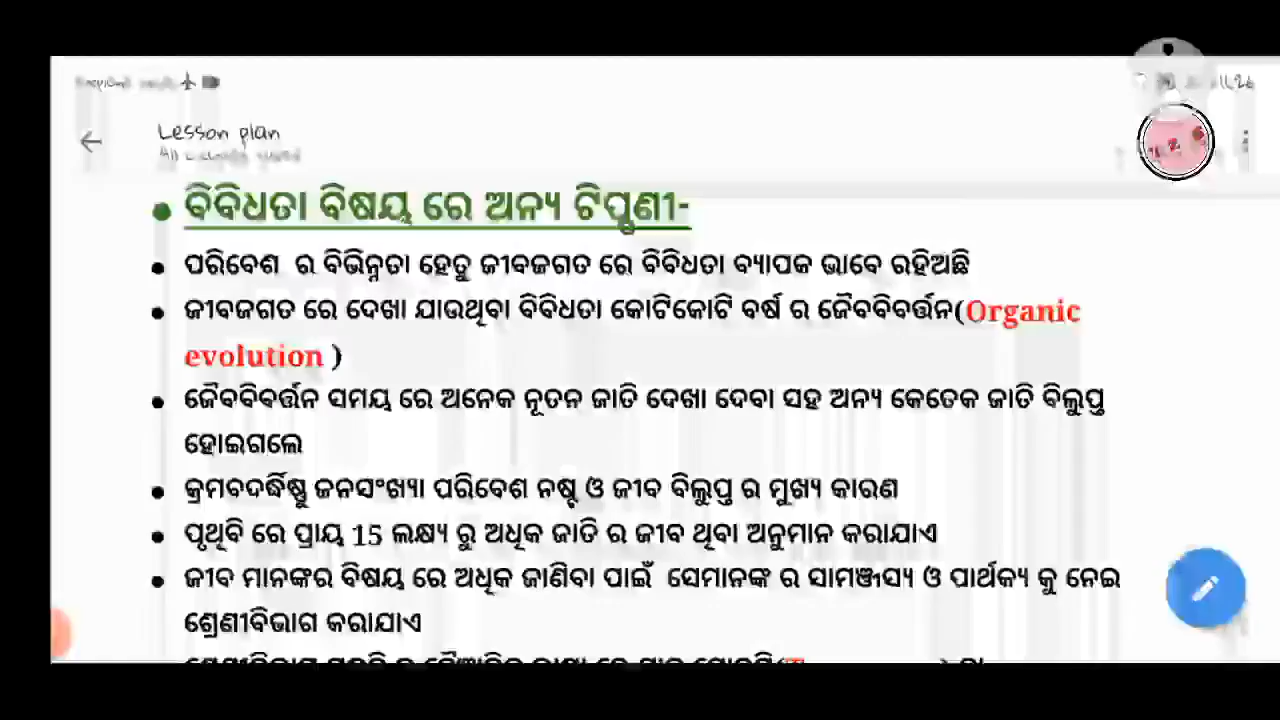 Lesson plan
ବିବିଧତା ବିଷୟ ରେ ଅନ୍ୟ ଟିପ୍ପଣୀ-
ପରିବେଶ ର ବିଭିନ୍ନତା ହେତୁ ଜୀବଜଗତ ରେ ବିବିଧତା ବ୍ୟାପକ ଭାବେ ରହିଅଛି
ଜୀବଜଗତ ରେ ଦେଖା ଯାଉଥିବା ବିବିଧତା କୋଟିକୋଟି ବର୍ଷ ର ଜୈବବିବର୍ତ୍ତନ(Organic
evolution )
ଜୈବବିବର୍ତ୍ତନ ସମୟ ରେ ଅନେକ ନୂତନ ଜାତି ଦେଖା ଦେବା ସହ ଅନ୍ୟ କେତେକ ଜାତି ବିଲୁପ୍ତ
ହୋଇଗଲେ
କ୍ରମବଦର୍ଦ୍ଧିଷ୍ଣୁ ଜନସଂଖ୍ୟା ପରିବେଶ ନଷ୍ଟ ଓ ଜୀବ ବିଲୁପ୍ତ ର ମୁଖ୍ୟ କାରଣ
ପୃଥିବି ରେ ପ୍ରାୟ 15 ଲକ୍ଷ୍ୟ ରୁ ଅଧିକ ଜାତି ର ଜୀବ ଥିବା ଅନୁମାନ କରାଯାଏ
ଜୀବ ମାନଙ୍କର ବିଷୟ ରେ ଅଧିକ ଜାଣିବା ପାଇଁ ସେମାନଙ୍କ ର ସାମଞ୍ଜସ୍ୟ ଓ ପାର୍ଥକ୍ୟ କୁ ନେଇ
ଶ୍ରେଣୀବିଭାଗ କରାଯାଏ